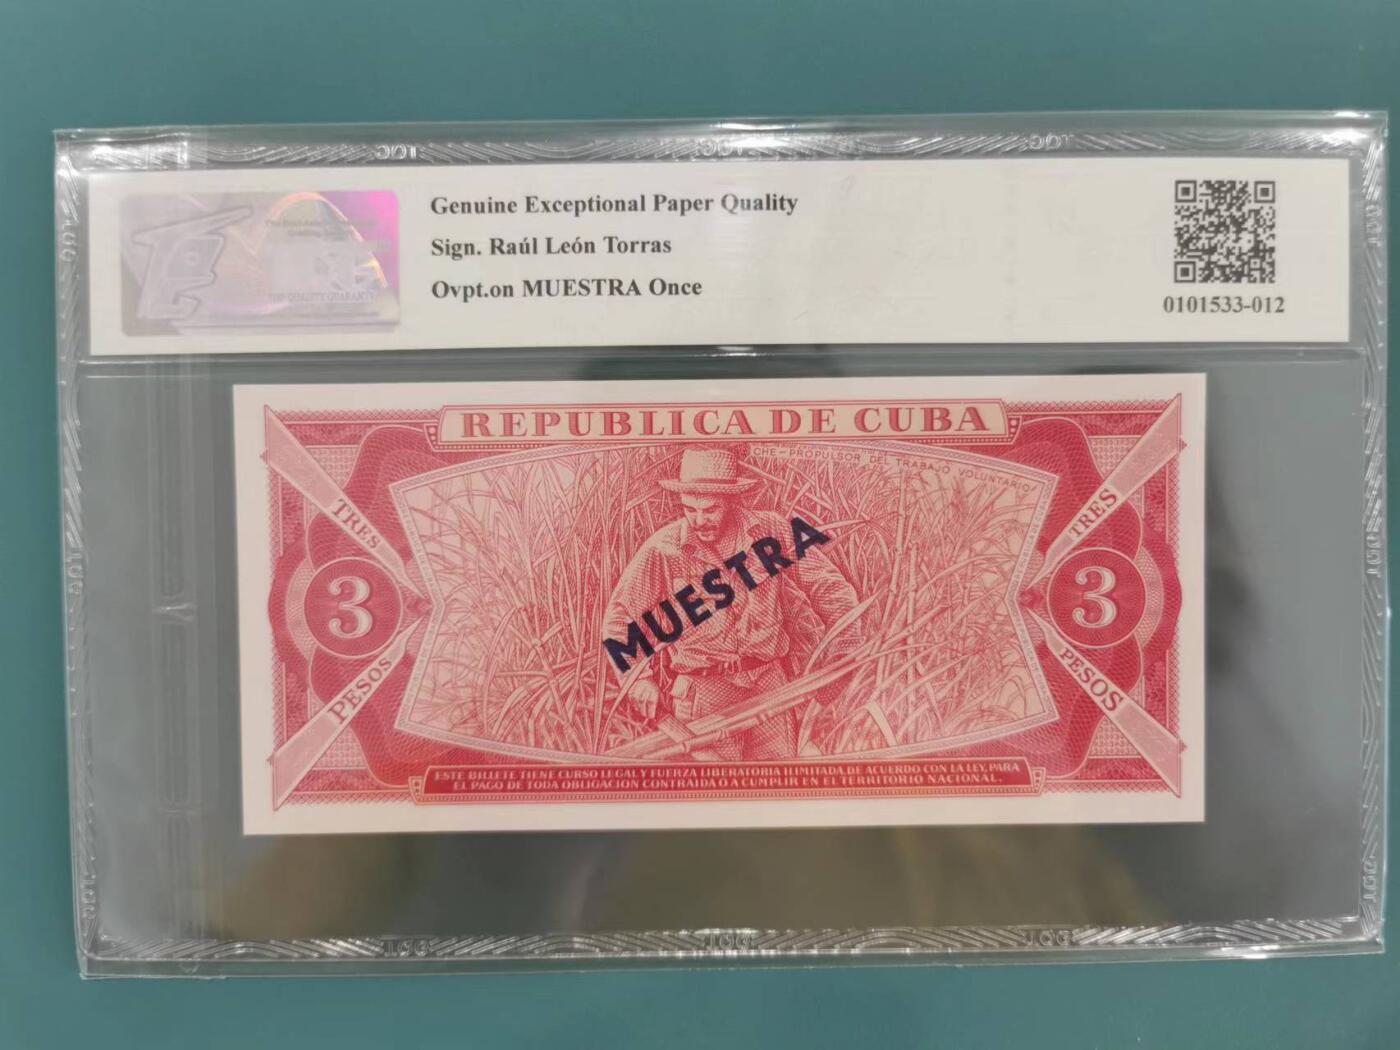 Genuine Exceptional Paper Quality
Sign. Raúl León Torras
Ovpt.on MUESTRA Once
0101533-012
REPUBLICA DE CUBA
CHE-PROPULSOR DEL TRABAJO VOLUNTARIO
TRES
TRES
3
3
MUESTRA
PESOS
PESOS
ESTE BILLETE TIENE CURSO LEGAL Y FUERZA LIBERATORIA ILIMITADA DE ACUERDO CON LA LEY, PARA
EL PAGO DE TODA OBLIGACION CONTRAIDA O A CUMPLIR EN EL TERRITORIO NACIONAL.